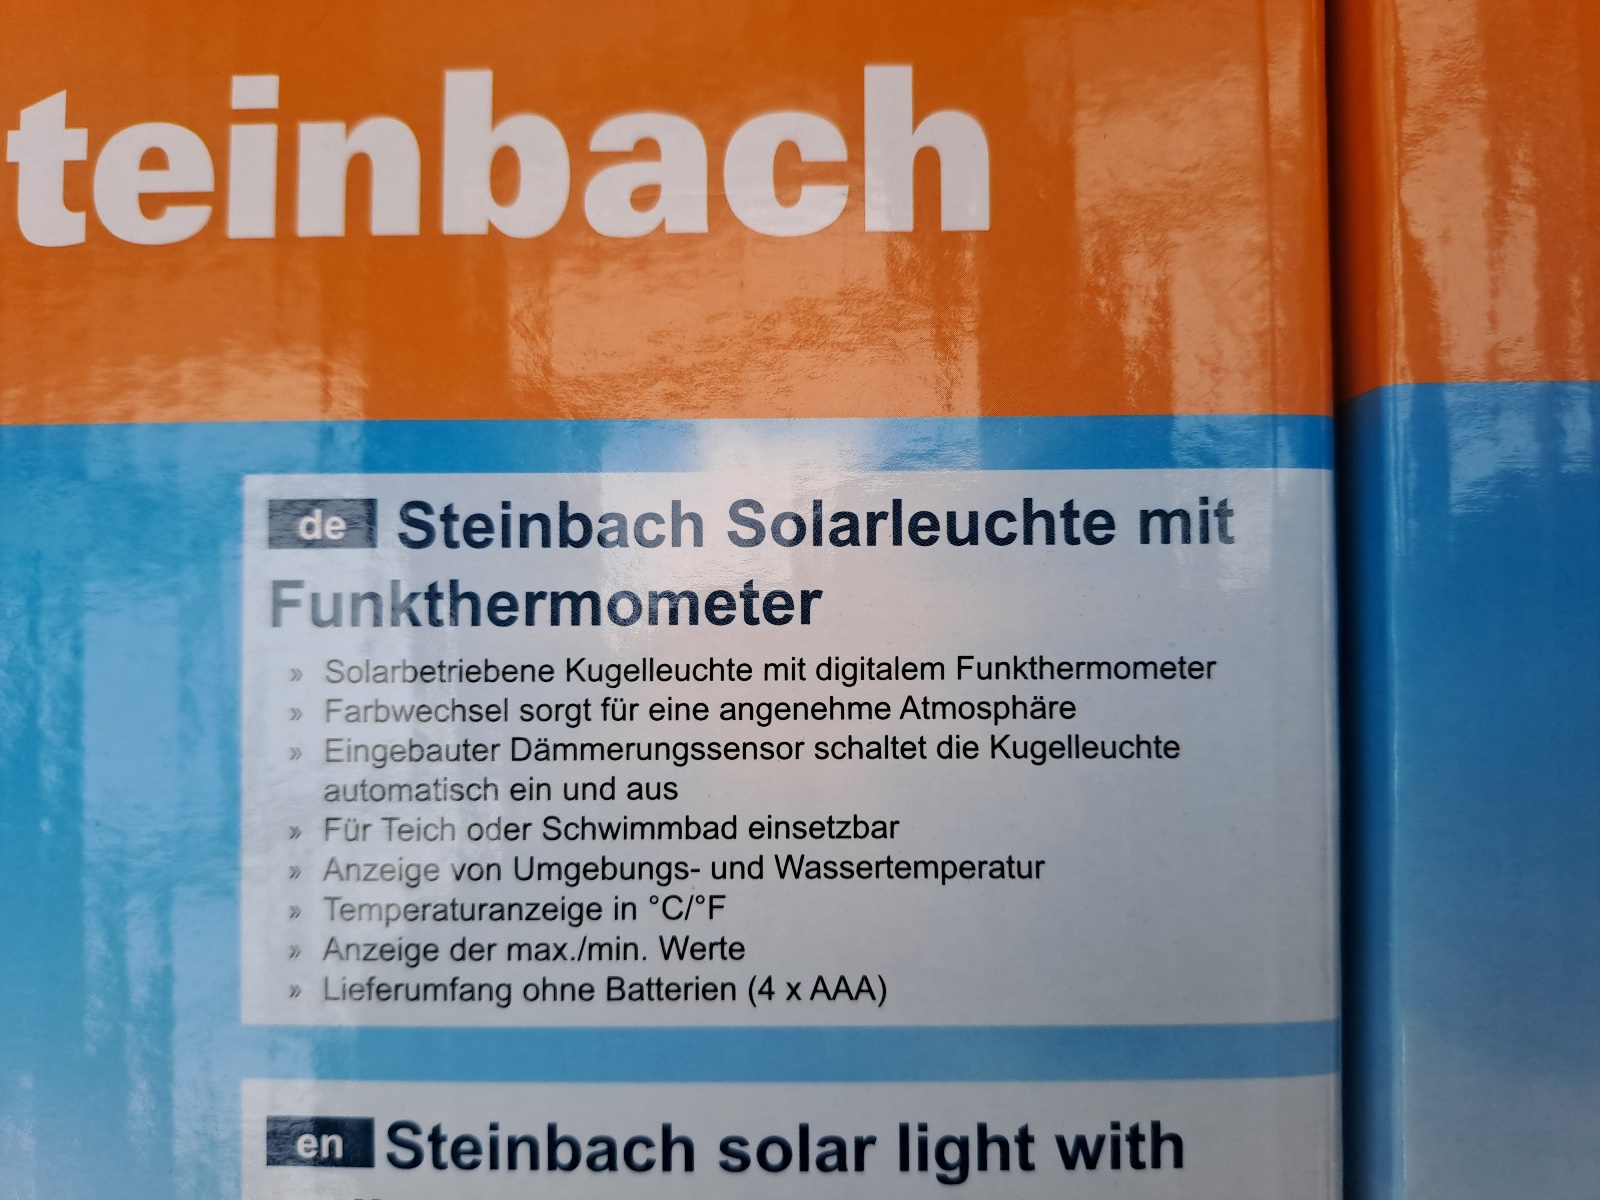 teinbach
de Steinbach Solarleuchte mit
Funkthermometer
» Solarbetriebene Kugelleuchte mit digitalem Funkthermometer
» Farbwechsel sorgt für eine angenehme Atmosphäre
» Eingebauter Dämmerungssensor schaltet die Kugelleuchte
automatisch ein und aus
» Für Teich oder Schwimmbad einsetzbar
» Anzeige von Umgebungs- und Wassertemperatur
» Temperaturanzeige in °C/°F
» Anzeige der max./min. Werte
» Lieferumfang ohne Batterien (4 x AAA)
en Steinbach solar light with